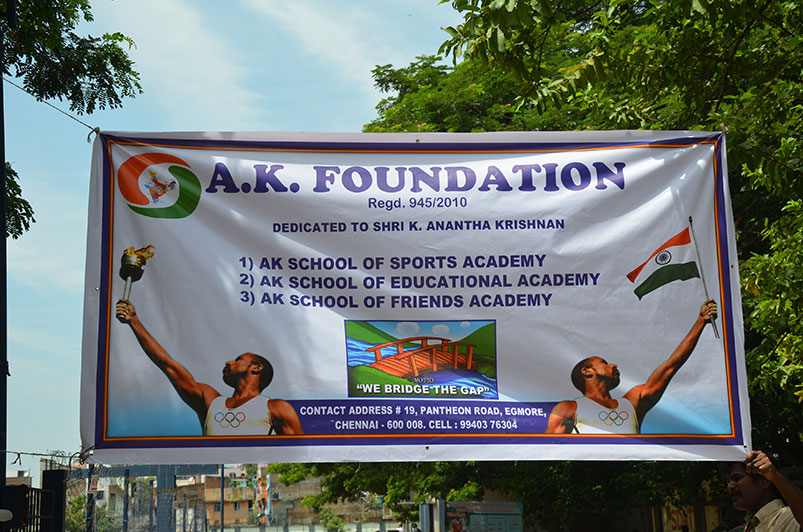 A.K. FOUNDATION
Regd. 945/2010
DEDICATED TO SHRI K. ANANTHA KRISHNAN
1) AK SCHOOL OF SPORTS ACADEMY
2) AK SCHOOL OF EDUCATIONAL ACADEMY
3) AK SCHOOL OF FRIENDS ACADEMY
(MOTTO)
"WE BRIDGE THE GAP"
CONTACT ADDRESS # 19, PANTHEON ROAD, EGMORE,
CHENNAI - 600 008. CELL : 99403 76304